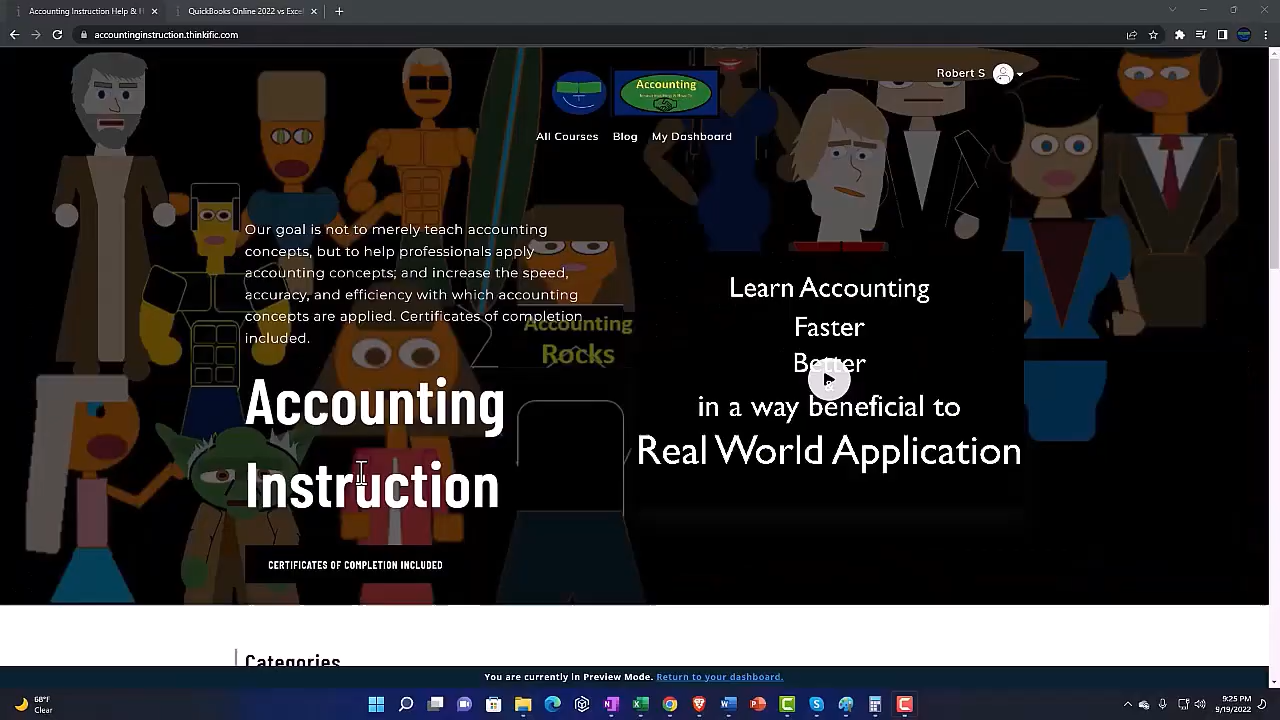 Accounting Instruction Help & H
QuickBooks Online 2022 vs Excel
accountinginstruction.thinkific.com
Robert S
Accounting
All Courses Blog My Dashboard
Our goal is not to merely teach accounting
concepts, but to help professionals apply
accounting concepts; and increase the speed,
accuracy, and efficiency with which accounting
concepts are applied. Certificates of completion
included.
Accounting
Rocks
Accounting
Instruction
CERTIFICATES OF COMPLETION INCLUDED
Learn Accounting
Faster
Better
&
in a way beneficial to
Real World Application
Categories
You are currently in Preview Mode. Return to your dashboard.
68°F
Clear
9:25 PM
9/19/2022